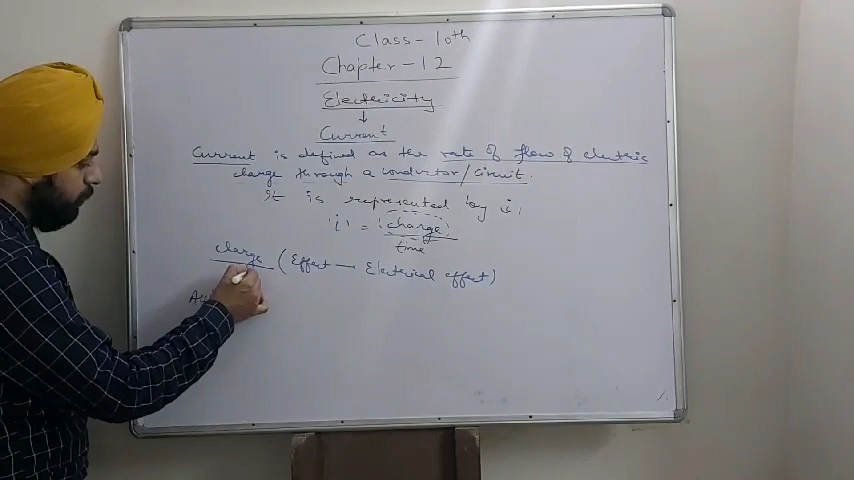 Class - 10th
Chapter - 12
Electricity
↓
Current
Current is defined as the rate of flow of electric
charge through a conductor/circuit.
It is represented by i
'i' = charge
time
charge (Effect — Electrical effect)